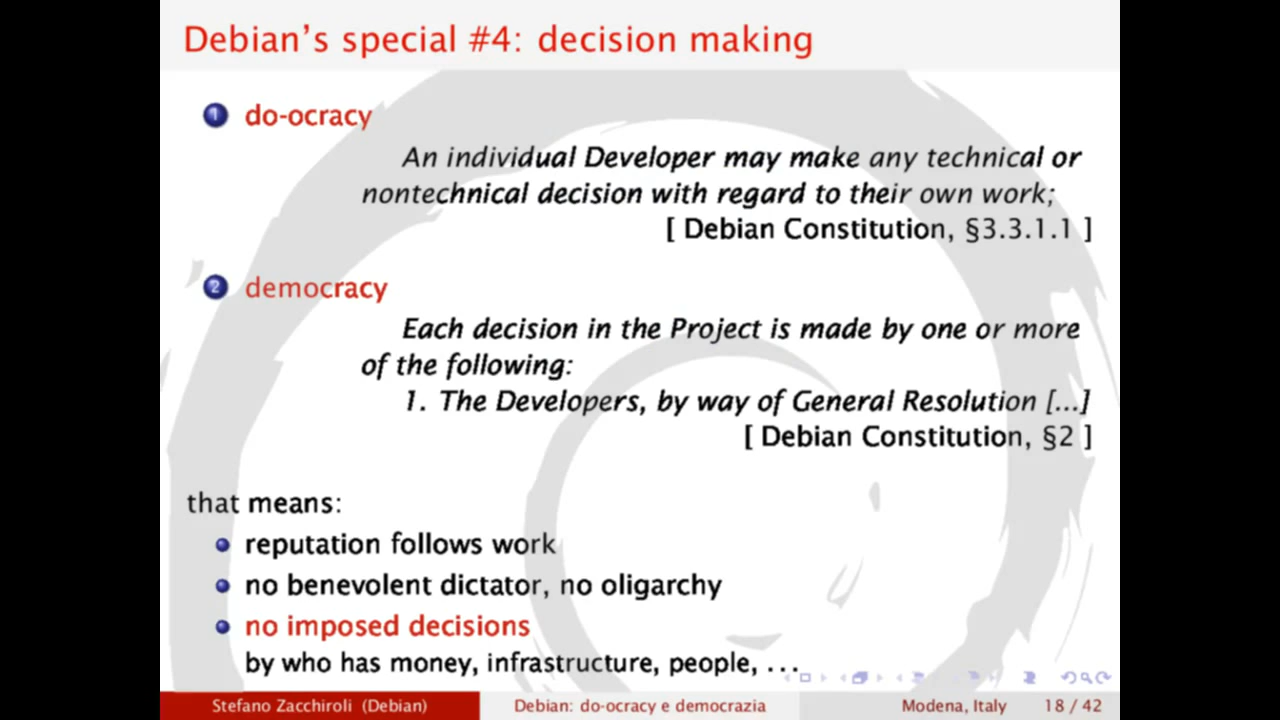 Debian's special #4: decision making
1 do-ocracy
An individual Developer may make any technical or
nontechnical decision with regard to their own work;
[ Debian Constitution, §3.3.1.1 ]
2 democracy
Each decision in the Project is made by one or more
of the following:
1. The Developers, by way of General Resolution [...]
[ Debian Constitution, §2 ]
that means:
reputation follows work
no benevolent dictator, no oligarchy
no imposed decisions
by who has money, infrastructure, people, ...
Stefano Zacchiroli (Debian) Debian: do-ocracy e democrazia Modena, Italy 18 / 42